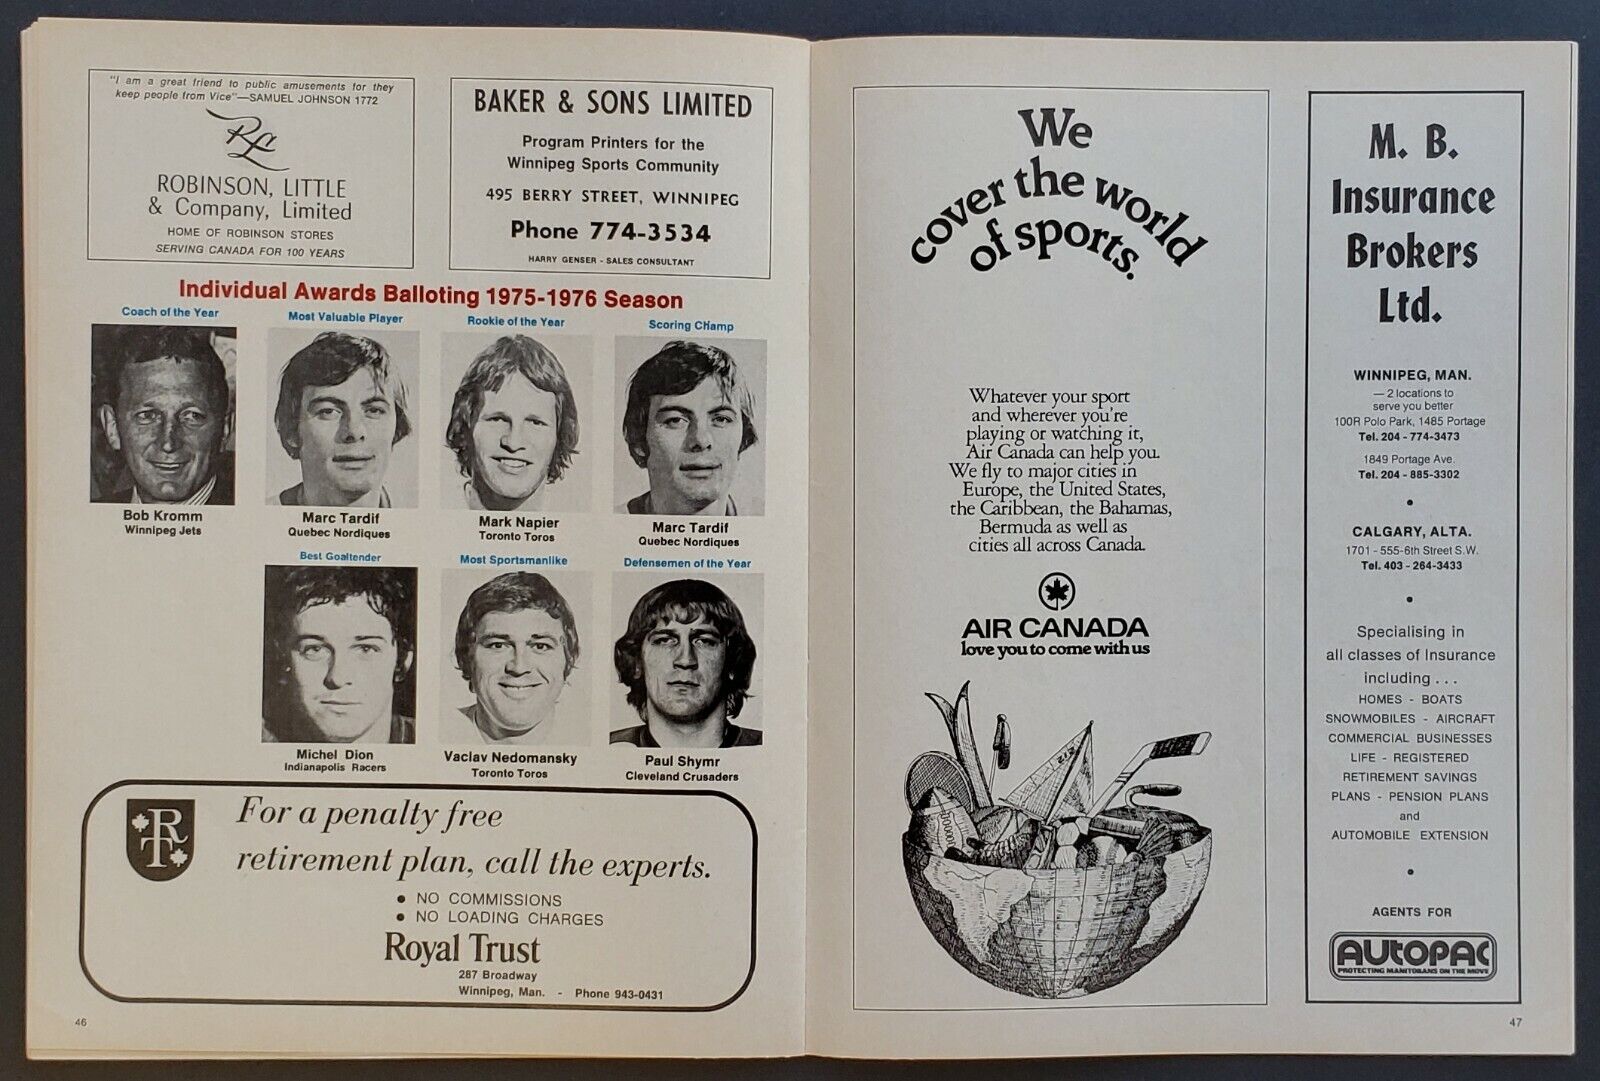 "I am a great friend to public amusements for they
keep people from Vice"—SAMUEL JOHNSON 1772
RL
ROBINSON, LITTLE
& Company, Limited
HOME OF ROBINSON STORES
SERVING CANADA FOR 100 YEARS
BAKER & SONS LIMITED
Program Printers for the
Winnipeg Sports Community
495 BERRY STREET, WINNIPEG
Phone 774-3534
HARRY GENSER - SALES CONSULTANT
Individual Awards Balloting 1975-1976 Season
Coach of the Year
Bob Kromm
Winnipeg Jets
Most Valuable Player
Marc Tardif
Quebec Nordiques
Rookie of the Year
Mark Napier
Toronto Toros
Scoring Champ
Marc Tardif
Quebec Nordiques
Best Goaltender
Michel Dion
Indianapolis Racers
Most Sportsmanlike
Vaclav Nedomansky
Toronto Toros
Defensemen of the Year
Paul Shymr
Cleveland Crusaders
RT
For a penalty free
retirement plan, call the experts.
• NO COMMISSIONS
• NO LOADING CHARGES
Royal Trust
287 Broadway
Winnipeg, Man. - Phone 943-0431
46
We
cover the world
of sports.
Whatever your sport
and wherever you're
playing or watching it,
Air Canada can help you.
We fly to major cities in
Europe, the United States,
the Caribbean, the Bahamas,
Bermuda as well as
cities all across Canada.
AIR CANADA
love you to come with us
M. B.
Insurance
Brokers
Ltd.
WINNIPEG, MAN.
— 2 locations to
serve you better
100R Polo Park, 1485 Portage
Tel. 204 - 774-3473
1849 Portage Ave.
Tel. 204 - 885-3302
•
CALGARY, ALTA.
1701 - 555-6th Street S.W.
Tel. 403 - 264-3433
•
Specialising in
all classes of Insurance
including . . .
HOMES - BOATS
SNOWMOBILES - AIRCRAFT
COMMERCIAL BUSINESSES
LIFE - REGISTERED
RETIREMENT SAVINGS
PLANS - PENSION PLANS
and
AUTOMOBILE EXTENSION
•
AGENTS FOR
AUTOPAC
PROTECTING MANITOBANS ON THE MOVE
47